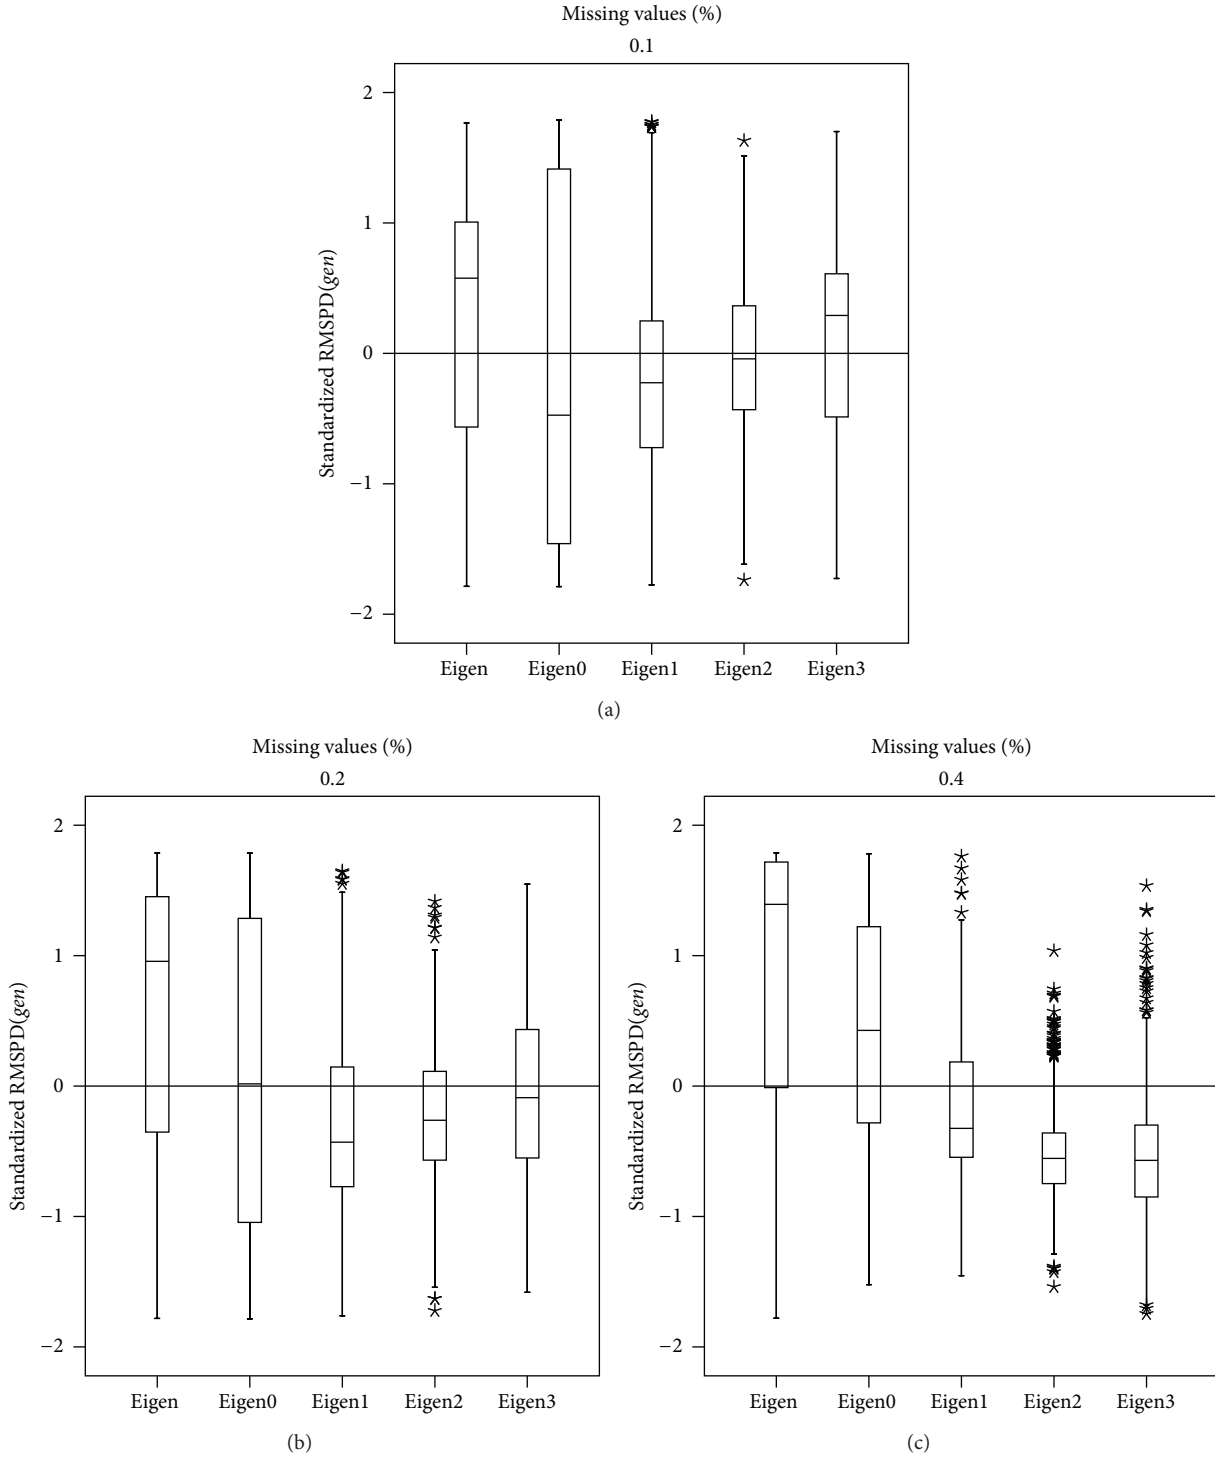 Missing values (%)
0.1
Standardized RMSPD(gen)
2
1
0
−1
−2
Eigen Eigen0 Eigen1 Eigen2 Eigen3
(a)
Missing values (%)
0.2
Standardized RMSPD(gen)
2
1
0
−1
−2
Eigen Eigen0 Eigen1 Eigen2 Eigen3
(b)
Missing values (%)
0.4
Standardized RMSPD(gen)
2
1
0
−1
−2
Eigen Eigen0 Eigen1 Eigen2 Eigen3
(c)